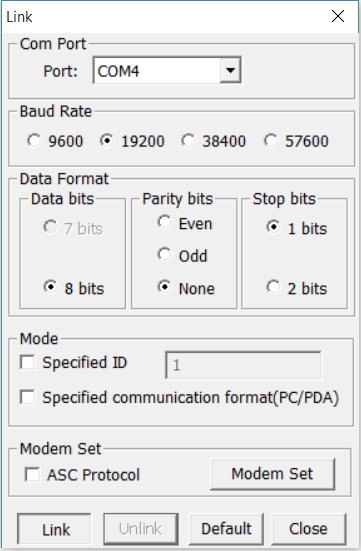 Link
Com Port
Port: COM4
Baud Rate
9600 19200 38400 57600
Data Format
Data bits Parity bits Stop bits
7 bits Even 1 bits
Odd
8 bits None 2 bits
Mode
Specified ID 1
Specified communication format(PC/PDA)
Modem Set
ASC Protocol Modem Set
Link Unlink Default Close